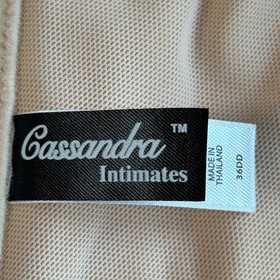 Cassandra™
Intimates
MADE IN
THAILAND
36DD